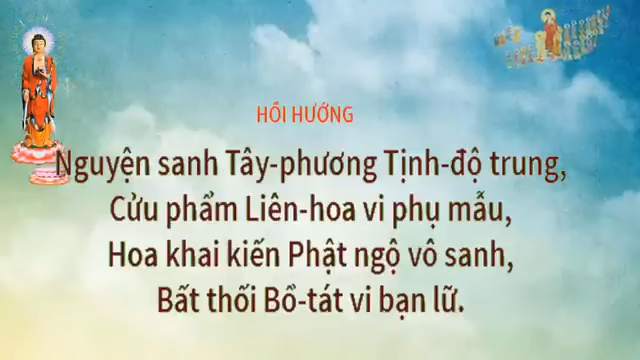 HỒI HƯỚNG
Nguyện sanh Tây-phương Tịnh-độ trung,
Cửu phẩm Liên-hoa vi phụ mẫu,
Hoa khai kiến Phật ngộ vô sanh,
Bất thối Bồ-tát vi bạn lữ.